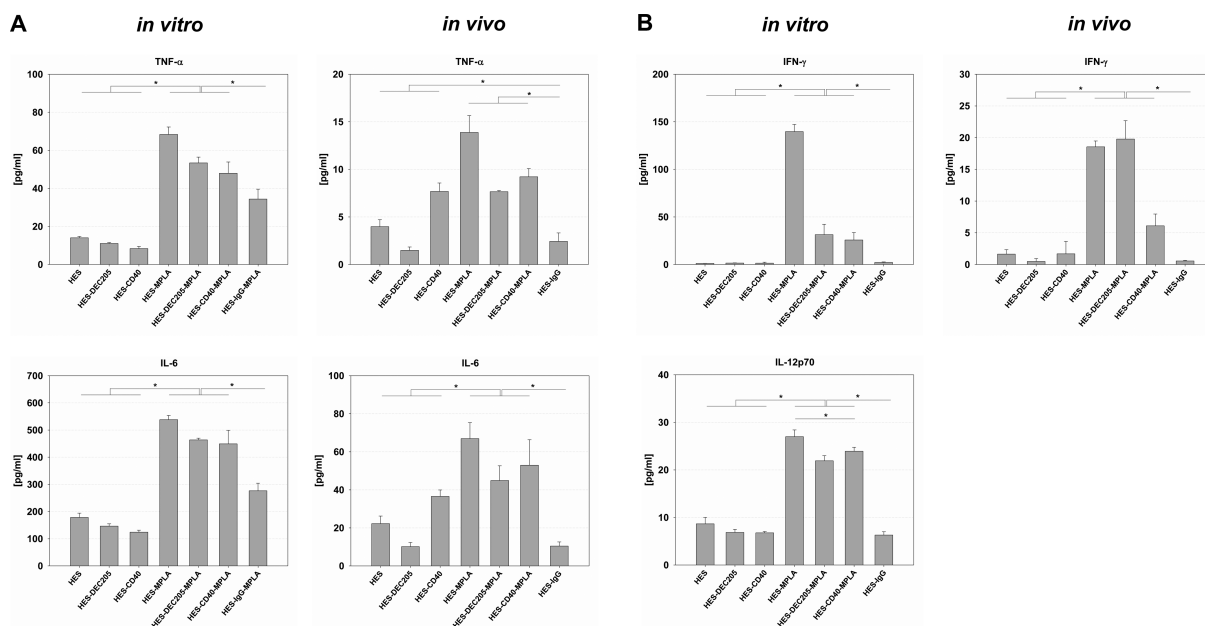 A in vitro in vivo B in vitro in vivo
TNF-α
[pg/ml]
100
80
60
40
20
0
* *
HES
HES-DEC205
HES-CD40
HES-MPLA
HES-DEC205-MPLA
HES-CD40-MPLA
HES-IgG-MPLA
TNF-α
[pg/ml]
20
15
10
5
0
*
*
HES
HES-DEC205
HES-CD40
HES-MPLA
HES-DEC205-MPLA
HES-CD40-MPLA
HES-IgG
IFN-γ
[pg/ml]
200
150
100
50
0
* *
HES
HES-DEC205
HES-CD40
HES-MPLA
HES-DEC205-MPLA
HES-CD40-MPLA
HES-IgG
IFN-γ
[pg/ml]
30
25
20
15
10
5
0
* *
HES
HES-DEC205
HES-CD40
HES-MPLA
HES-DEC205-MPLA
HES-CD40-MPLA
HES-IgG
IL-6
[pg/ml]
700
600
500
400
300
200
100
0
* *
HES
HES-DEC205
HES-CD40
HES-MPLA
HES-DEC205-MPLA
HES-CD40-MPLA
HES-IgG-MPLA
IL-6
[pg/ml]
100
80
60
40
20
0
* *
HES
HES-DEC205
HES-CD40
HES-MPLA
HES-DEC205-MPLA
HES-CD40-MPLA
HES-IgG
IL-12p70
[pg/ml]
40
30
20
10
0
* *
*
HES
HES-DEC205
HES-CD40
HES-MPLA
HES-DEC205-MPLA
HES-CD40-MPLA
HES-IgG